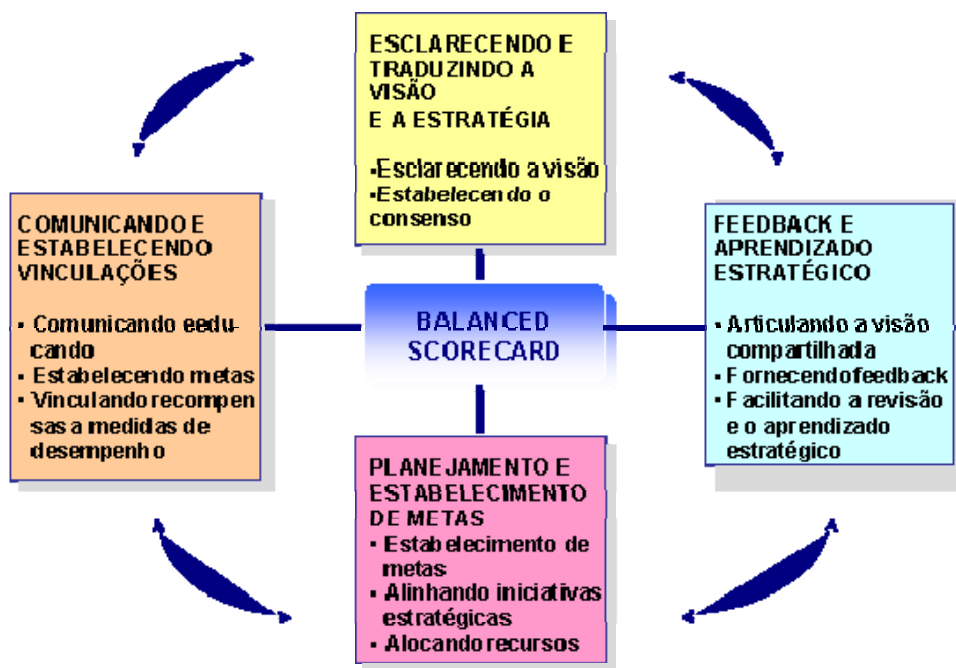 ESCLARECENDO E
TRADUZINDO A
VISÃO
E A ESTRATÉGIA
▪Esclarecendo a visão
▪Estabelecendo o
consenso
COMUNICANDO E
ESTABELECENDO
VINCULAÇÕES
▪ Comunicando e edu-
cando
▪ Estabelecendo metas
▪ Vinculando recompen
sas a medidas de
desempenho
BALANCED
SCORECARD
FEEDBACK E
APRENDIZADO
ESTRATÉGICO
▪ Articulando a visão
compartilhada
▪ Fornecendo feedback
▪ Facilitando a revisão
e o aprendizado
estratégico
PLANEJAMENTO E
ESTABELECIMENTO
DE METAS
▪ Estabelecimento de
metas
▪ Alinhando iniciativas
estratégicas
▪ Alocando recursos